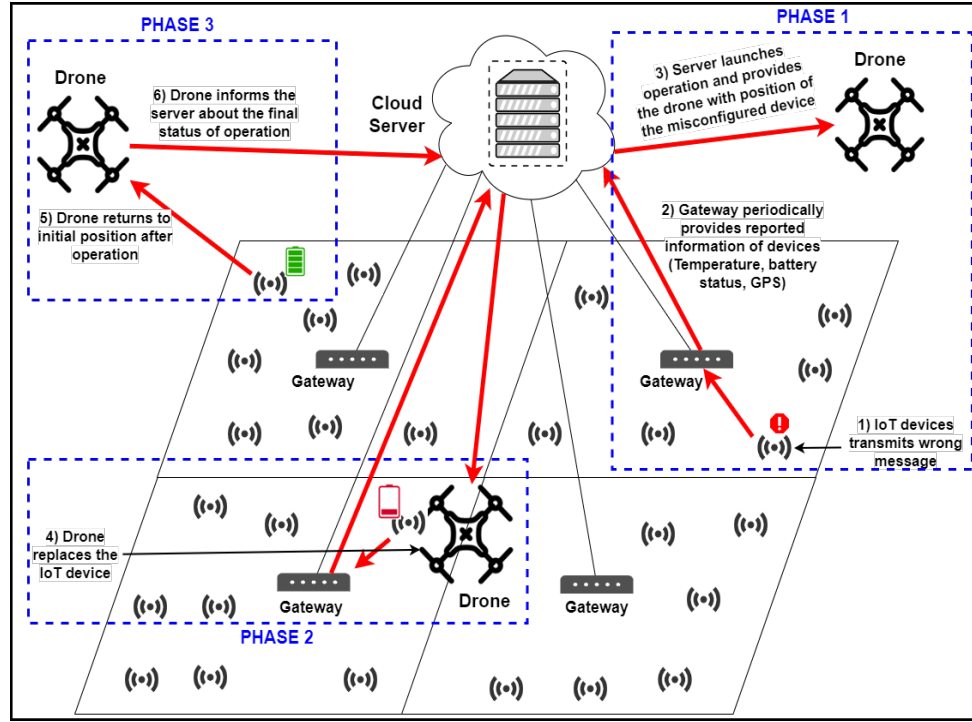 PHASE 3
PHASE 1
Drone
6) Drone informs the
server about the final
status of operation
Cloud
Server
3) Server launches
operation and provides
the drone with position of
the misconfigured device
Drone
5) Drone returns to
initial position after
operation
2) Gateway periodically
provides reported
information of devices
(Temperature, battery
status, GPS)
Gateway
Gateway
1) IoT devices
transmits wrong
message
4) Drone
replaces the
IoT device
Gateway
Drone
Gateway
PHASE 2